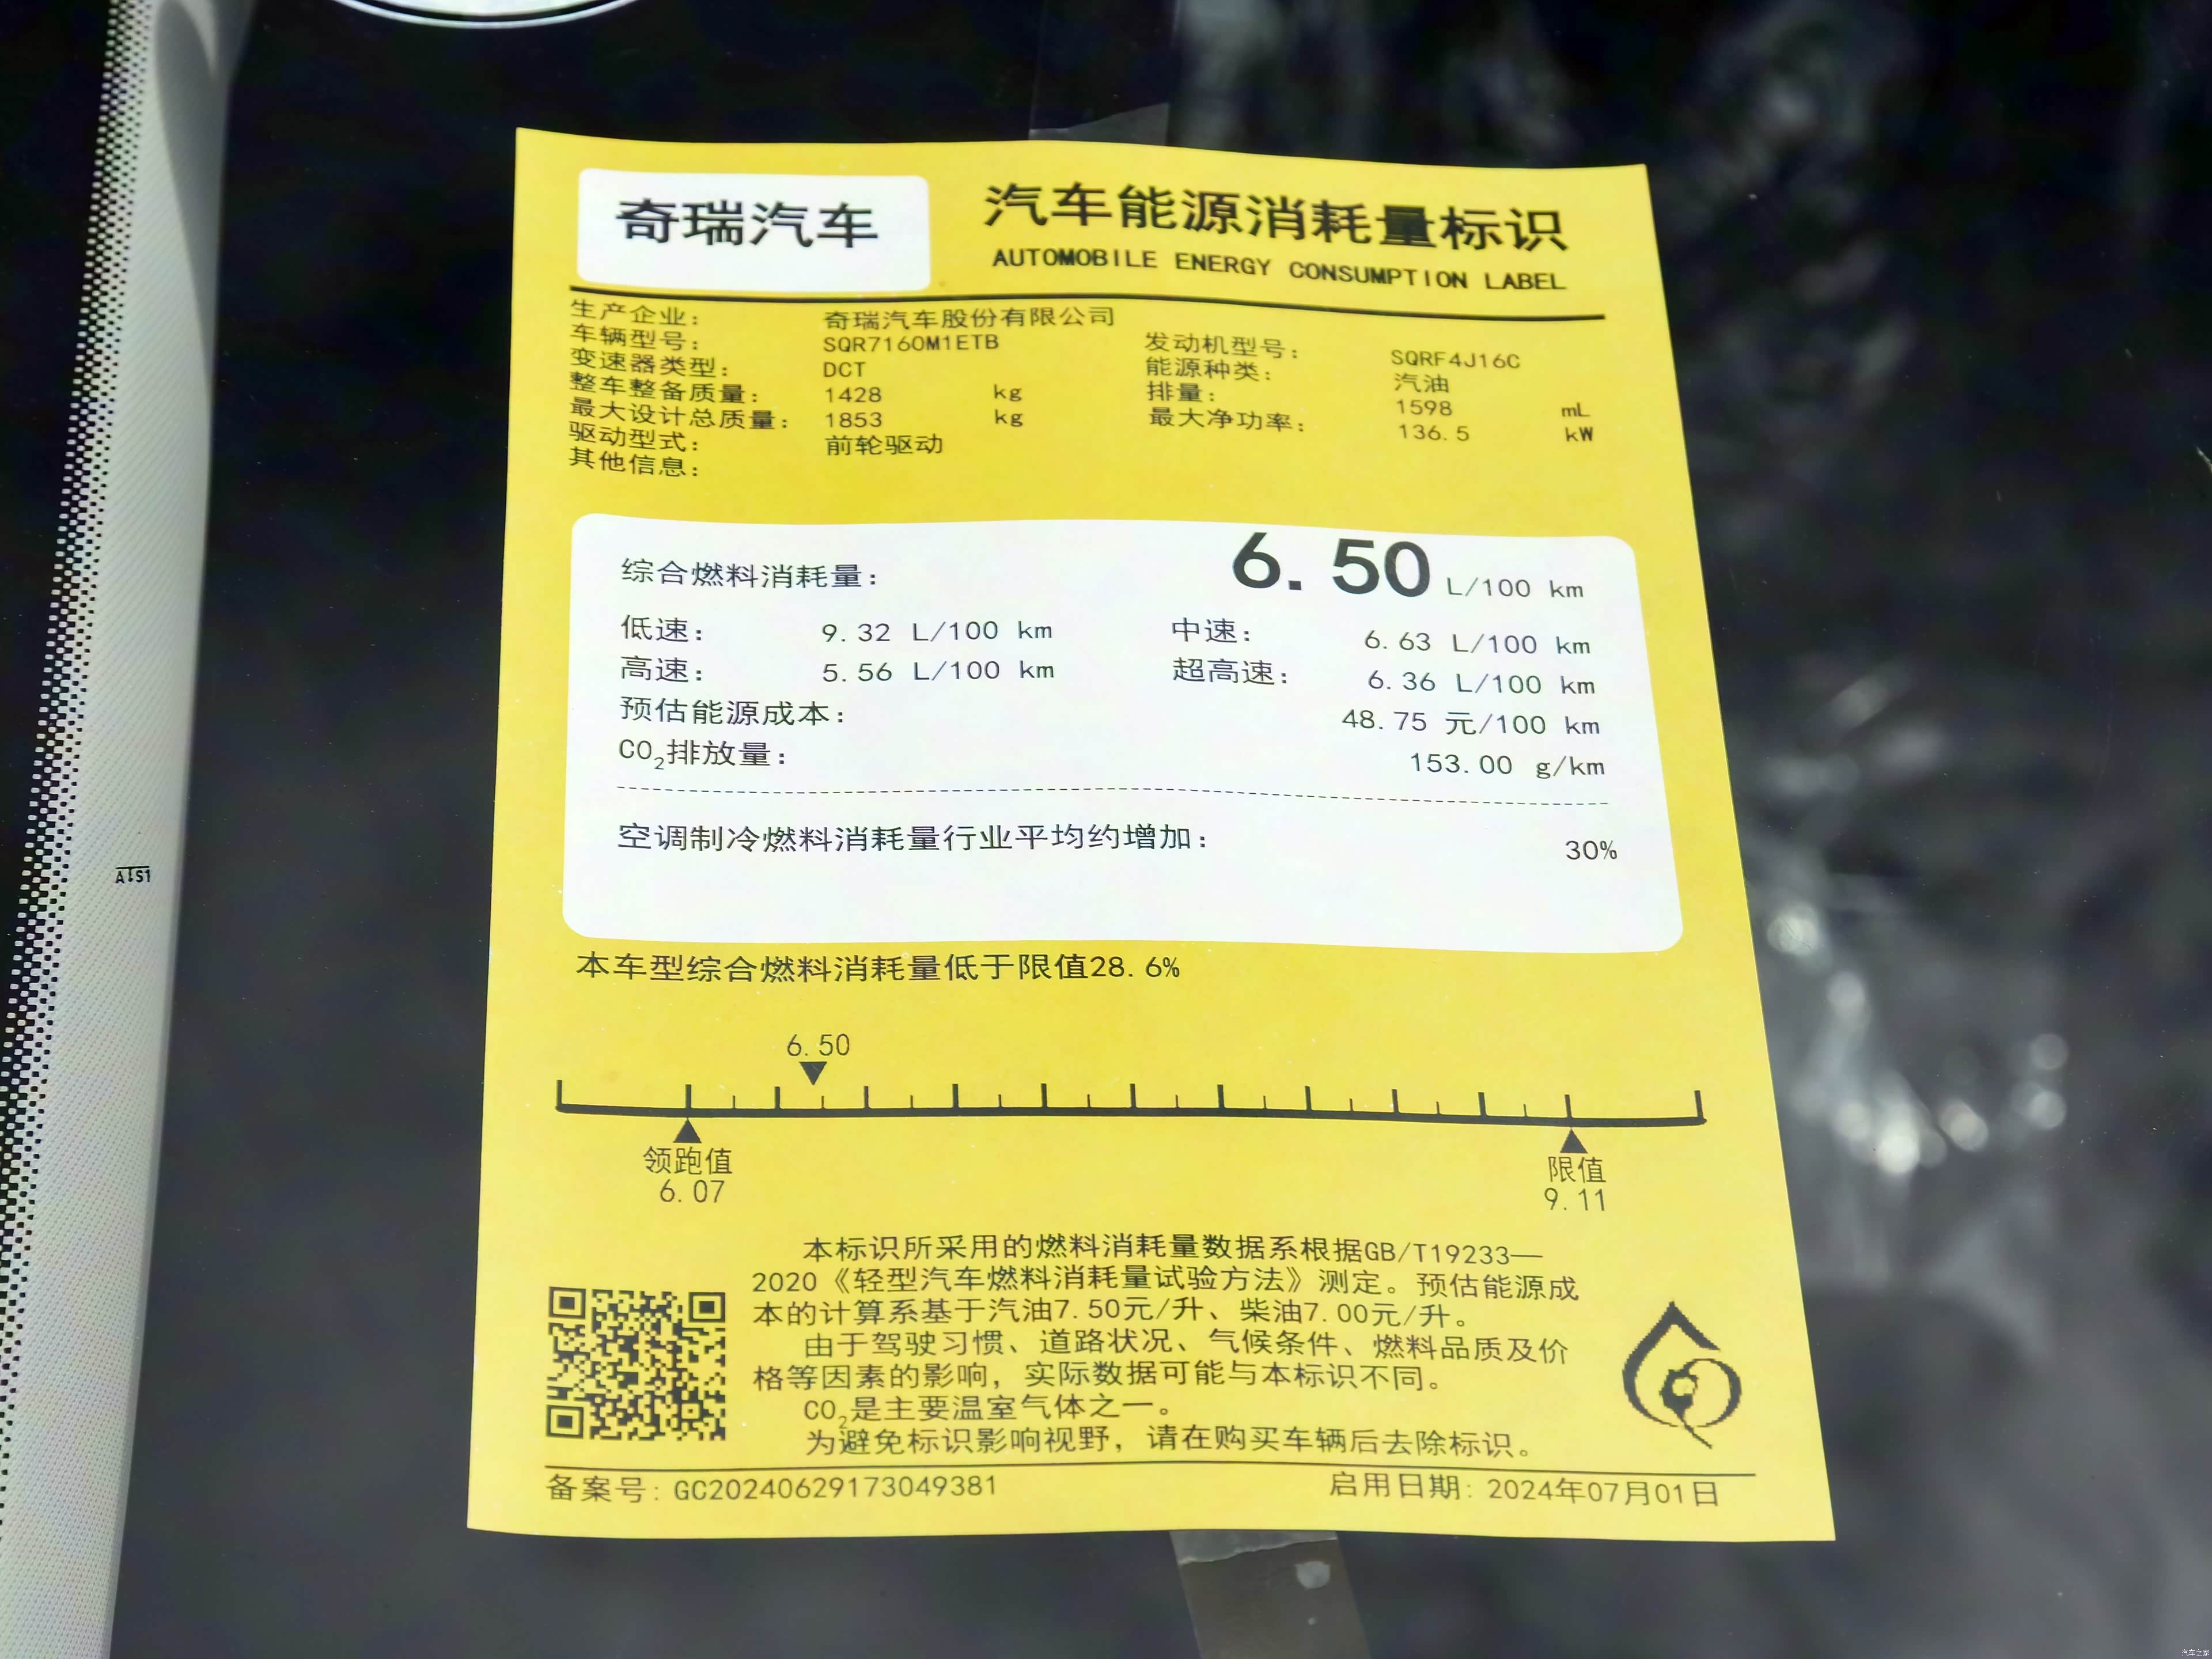 奇瑞汽车
汽车能源消耗量标识
AUTOMOBILE ENERGY CONSUMPTION LABEL
生产企业： 奇瑞汽车股份有限公司
车辆型号： SQR7160M1ETB 发动机型号： SQRF4J16C
变速器类型： DCT 能源种类： 汽油
整车整备质量： 1428 kg 排量： 1598 mL
最大设计总质量： 1853 kg 最大净功率： 136.5 kW
驱动型式： 前轮驱动
其他信息：
综合燃料消耗量： 6.50 L/100 km
低速： 9.32 L/100 km 中速： 6.63 L/100 km
高速： 5.56 L/100 km 超高速： 6.36 L/100 km
预估能源成本： 48.75 元/100 km
CO₂排放量： 153.00 g/km
空调制冷燃料消耗量行业平均约增加： 30%
本车型综合燃料消耗量低于限值28.6%
6.50
领跑值 限值
6.07 9.11
本标识所采用的燃料消耗量数据系根据GB/T19233—
2020《轻型汽车燃料消耗量试验方法》测定。预估能源成
本的计算系基于汽油7.50元/升、柴油7.00元/升。
由于驾驶习惯、道路状况、气候条件、燃料品质及价
格等因素的影响，实际数据可能与本标识不同。
CO₂是主要温室气体之一。
为避免标识影响视野，请在购买车辆后去除标识。
备案号：GC20240629173049381 启用日期：2024年07月01日
汽车之家